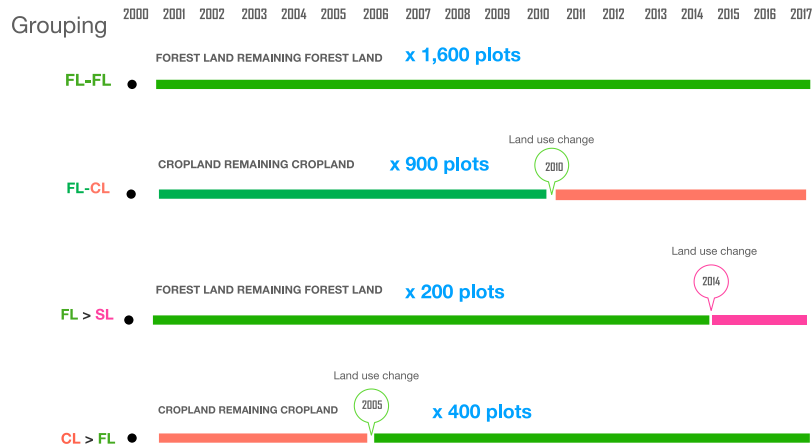 Grouping 2000 2001 2002 2003 2004 2005 2006 2007 2008 2009 2010 2011 2012 2013 2014 2015 2016 2017
FOREST LAND REMAINING FOREST LAND x 1,600 plots
FL-FL
Land use change
CROPLAND REMAINING CROPLAND x 900 plots 2010
FL-CL
Land use change
FOREST LAND REMAINING FOREST LAND x 200 plots 2014
FL > SL
Land use change
CROPLAND REMAINING CROPLAND 2005 x 400 plots
CL > FL